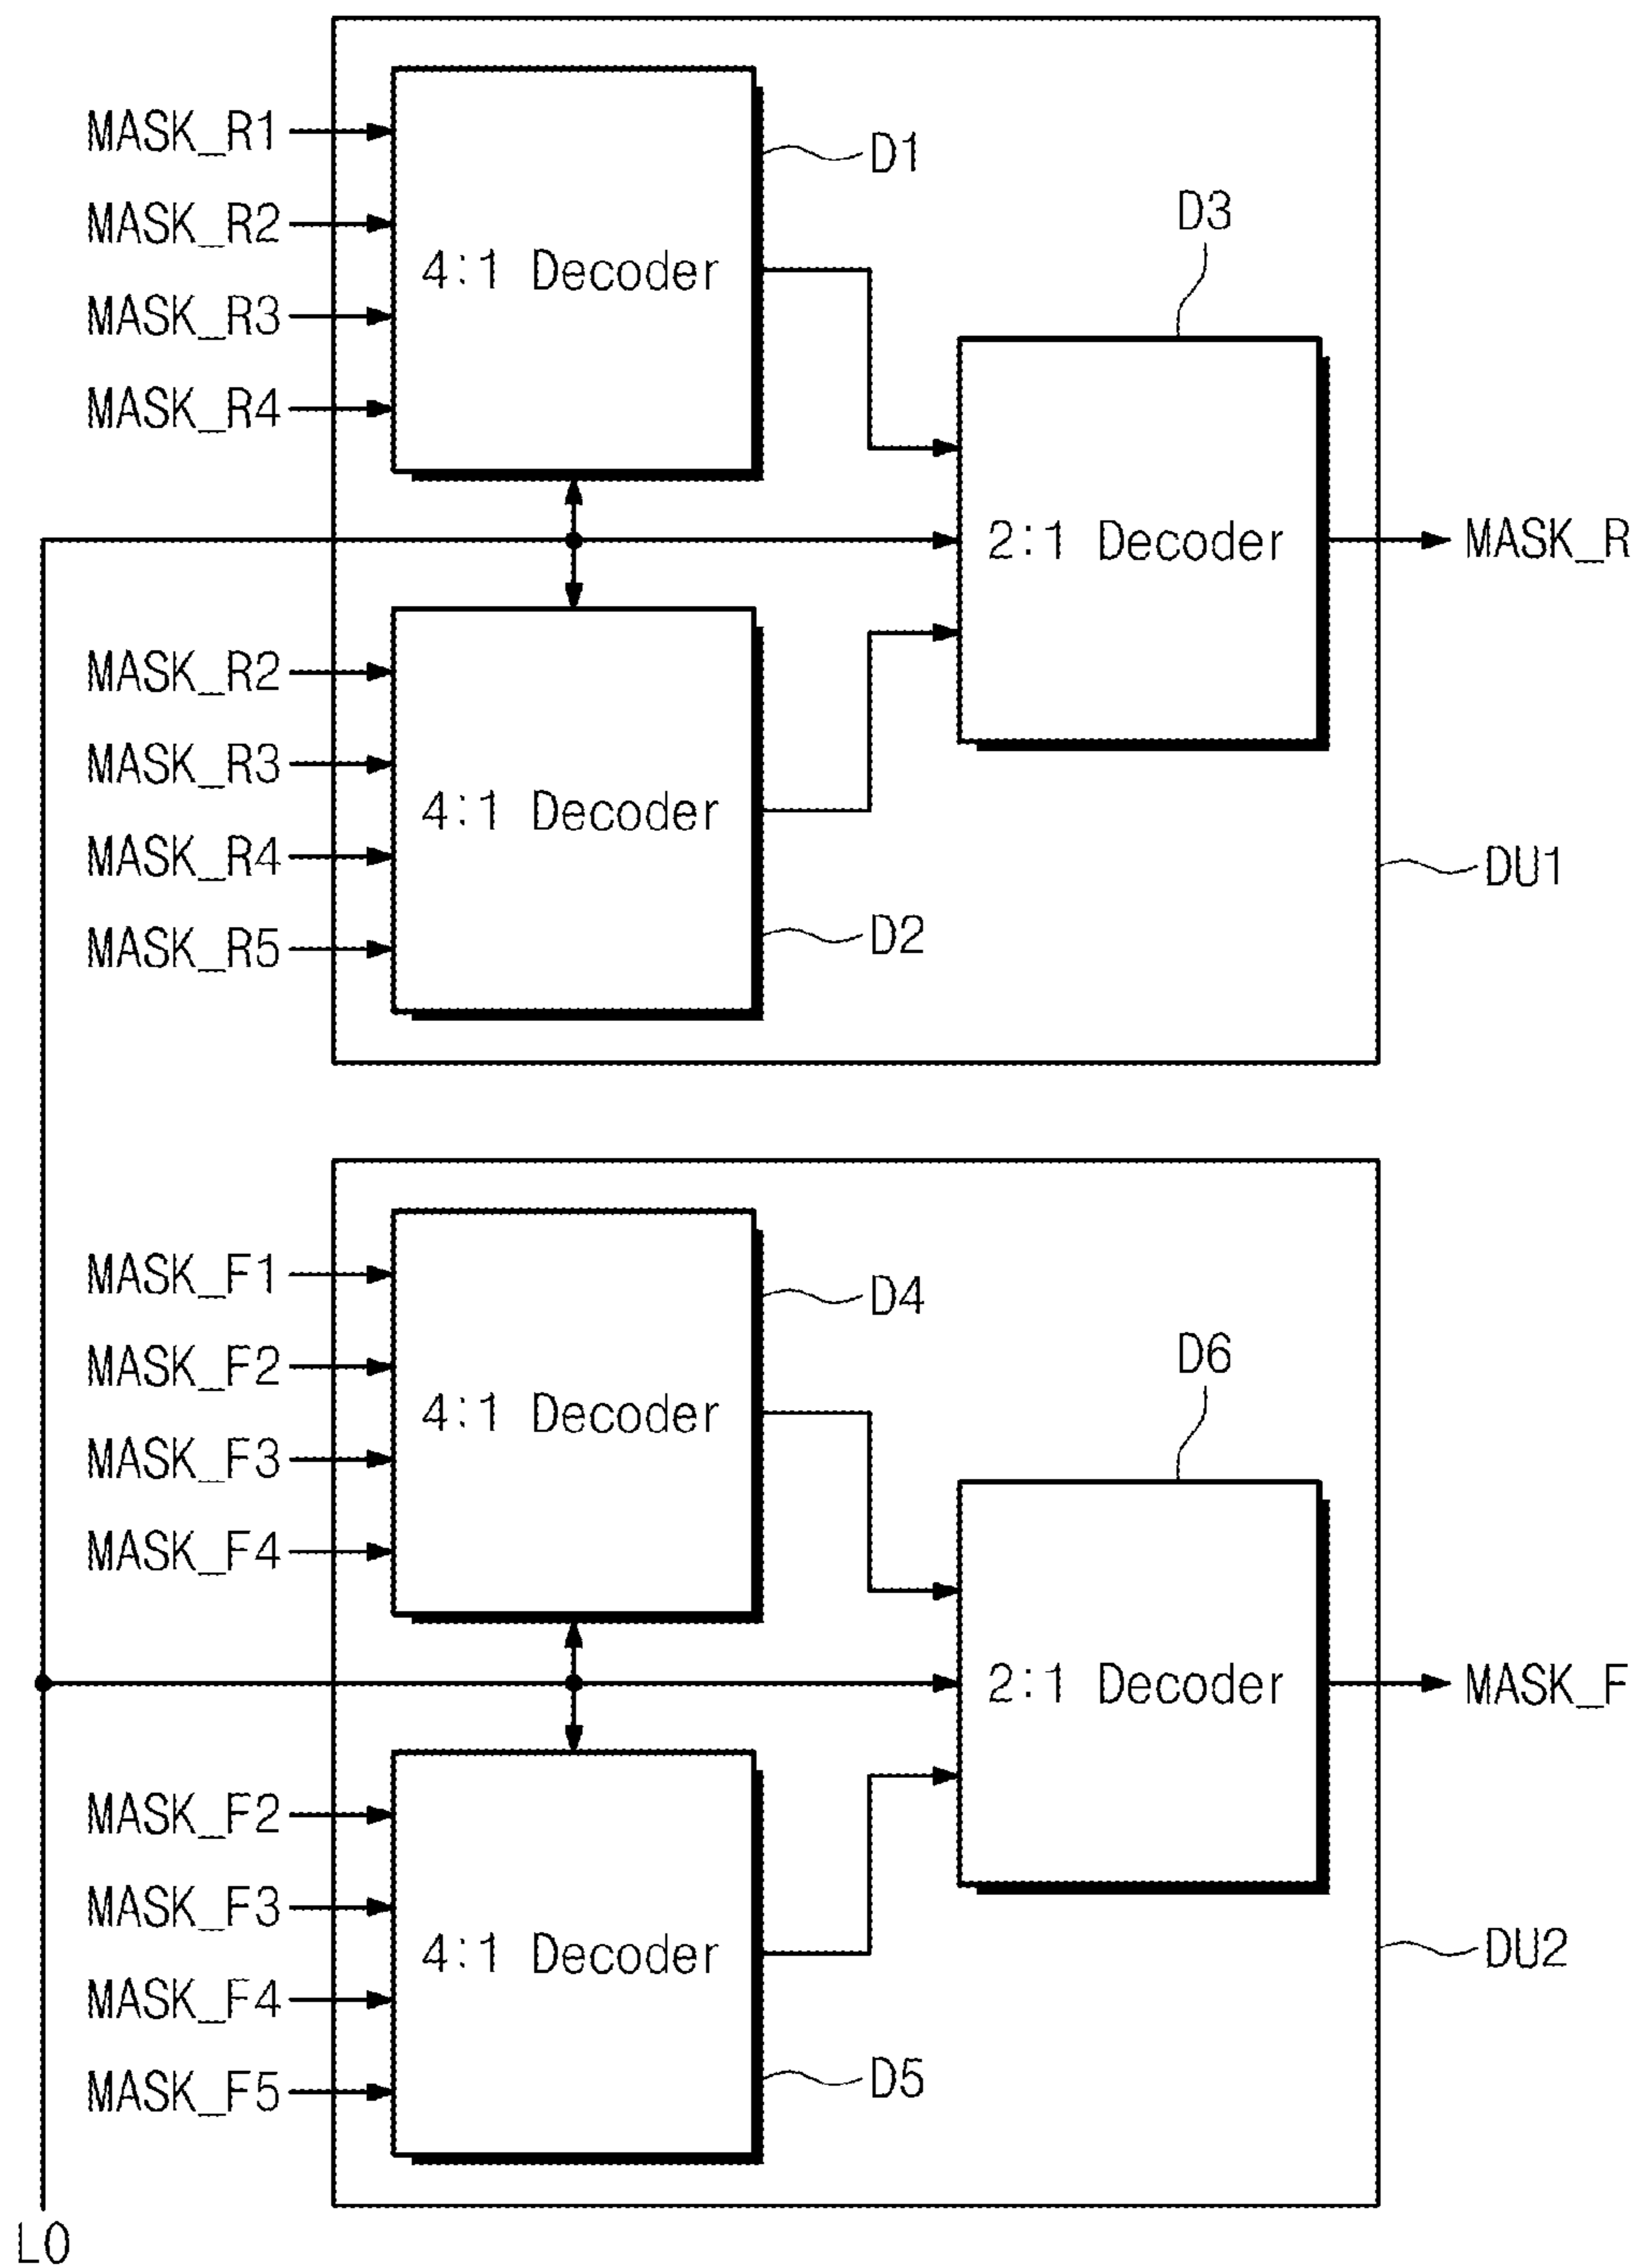 MASK_R1
D1
MASK_R2
D3
4:1 Decoder
MASK_R3
MASK_R4
2:1 Decoder
MASK_R
MASK_R2
MASK_R3
4:1 Decoder
MASK_R4
DU1
MASK_R5
D2
MASK_F1
D4
MASK_F2
D6
4:1 Decoder
MASK_F3
MASK_F4
2:1 Decoder
MASK_F
MASK_F2
MASK_F3
4:1 Decoder
DU2
MASK_F4
MASK_F5
D5
LO